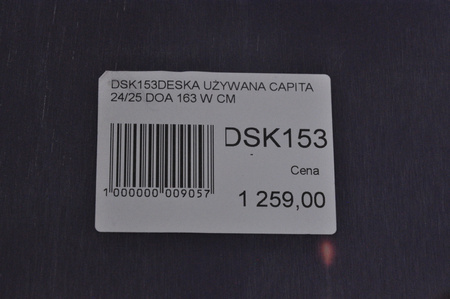 DSK153DESKA UŻYWANA CAPITA
24/25 DOA 163 W CM
DSK153
Cena
1 000000 009057
1 259,00